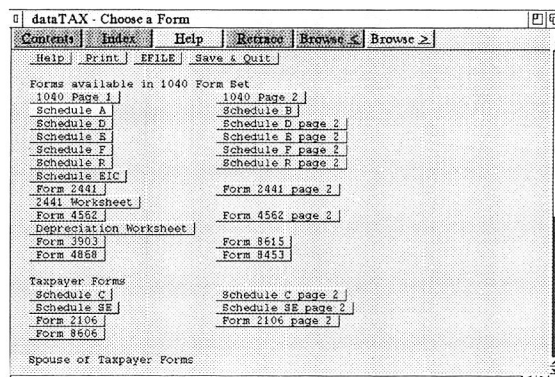 dataTAX - Choose a Form
Contents Index Help Retrace Browse < Browse >
Help Print EFILE Save & Quit
Forms available in 1040 Form Set
1040 Page 1 1040 Page 2
Schedule A Schedule B
Schedule D Schedule D page 2
Schedule E Schedule E page 2
Schedule F Schedule F page 2
Schedule R Schedule R page 2
Schedule EIC
Form 2441 Form 2441 page 2
2441 Worksheet
Form 4562 Form 4562 page 2
Depreciation Worksheet
Form 3903 Form 8615
Form 4868 Form 8453
Taxpayer Forms
Schedule C Schedule C page 2
Schedule SE Schedule SE page 2
Form 2106 Form 2106 page 2
Form 8606
Spouse of Taxpayer Forms